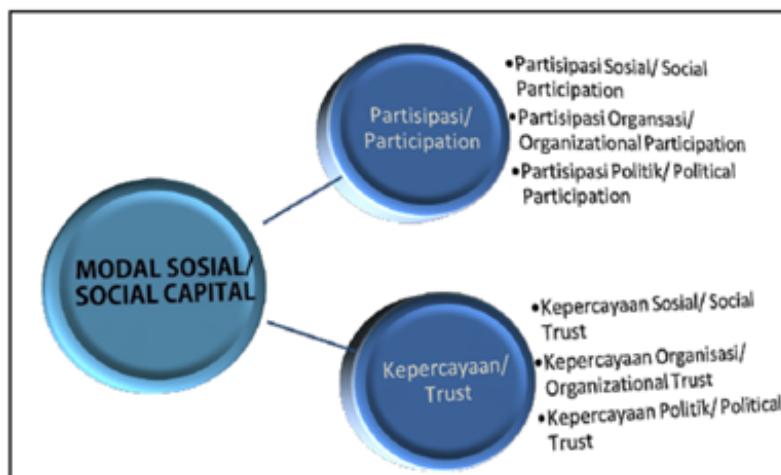 MODAL SOSIAL/
SOCIAL CAPITAL
Partisipasi/
Participation
•Partisipasi Sosial/ Social
Participation
•Partisipasi Organsasi/
Organizational Participation
•Partisipasi Politik/ Political
Participation
Kepercayaan/
Trust
•Kepercayaan Sosial/ Social
Trust
•Kepercayaan Organisasi/
Organizational Trust
•Kepercayaan Politik/ Political
Trust